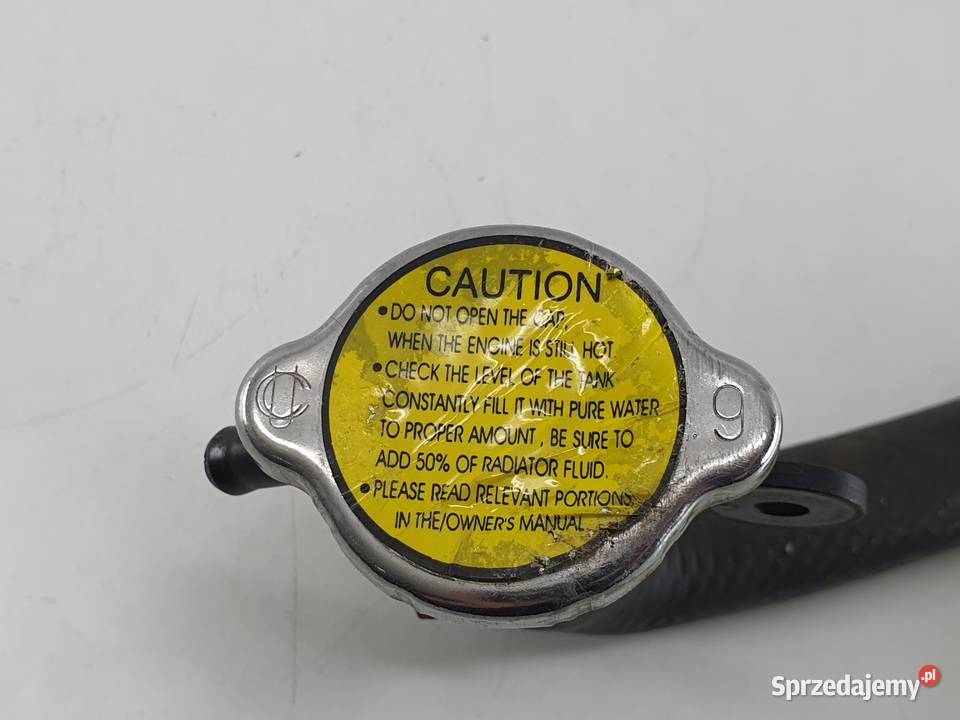 CAUTION
•DO NOT OPEN THE CAP,
WHEN THE ENGINE IS STILL HOT.
•CHECK THE LEVEL OF THE TANK
CONSTANTLY FILL IT WITH PURE WATER
TO PROPER AMOUNT , BE SURE TO
ADD 50% OF RADIATOR FLUID.
•PLEASE READ RELEVANT PORTIONS
IN THE/OWNER'S MANUAL.
9
Sprzedajemy.pl